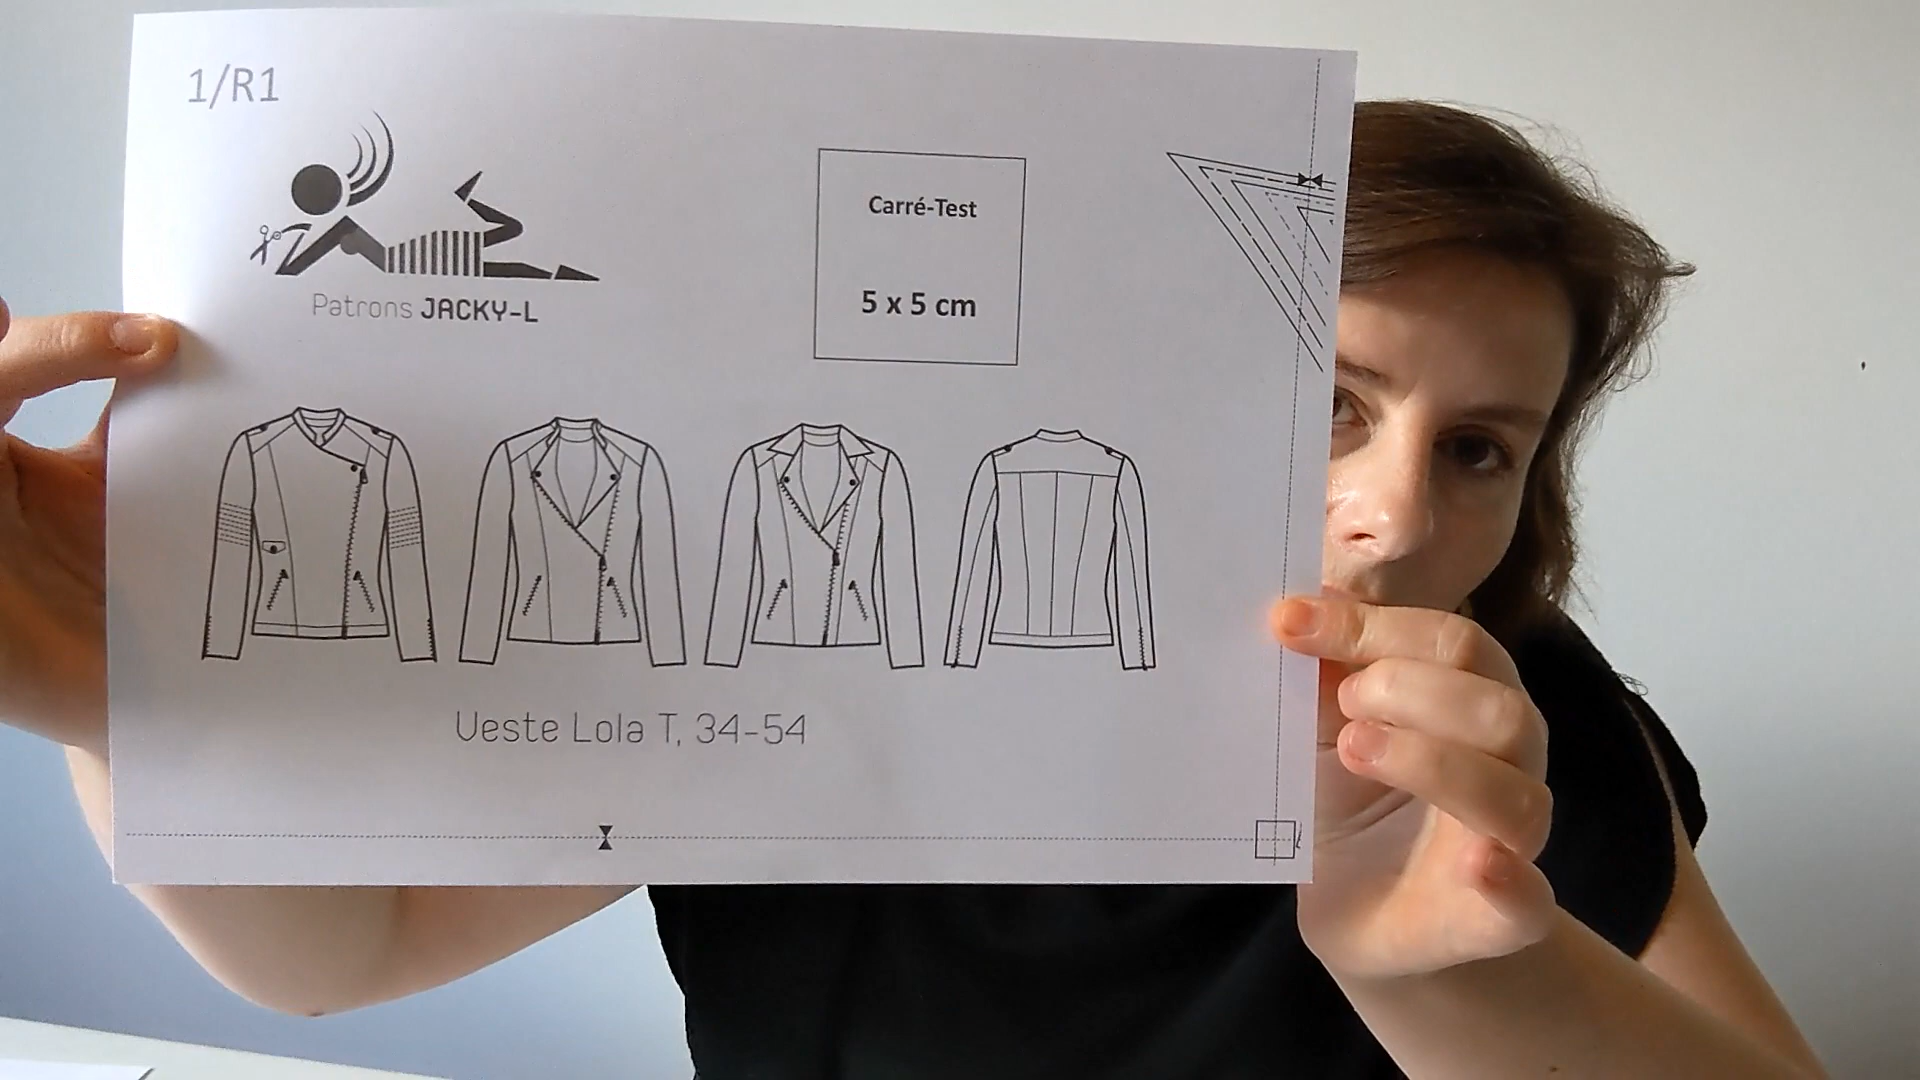 1/R1
Patrons JACKY-L
Carré-Test
5 x 5 cm
Veste Lola T. 34-54